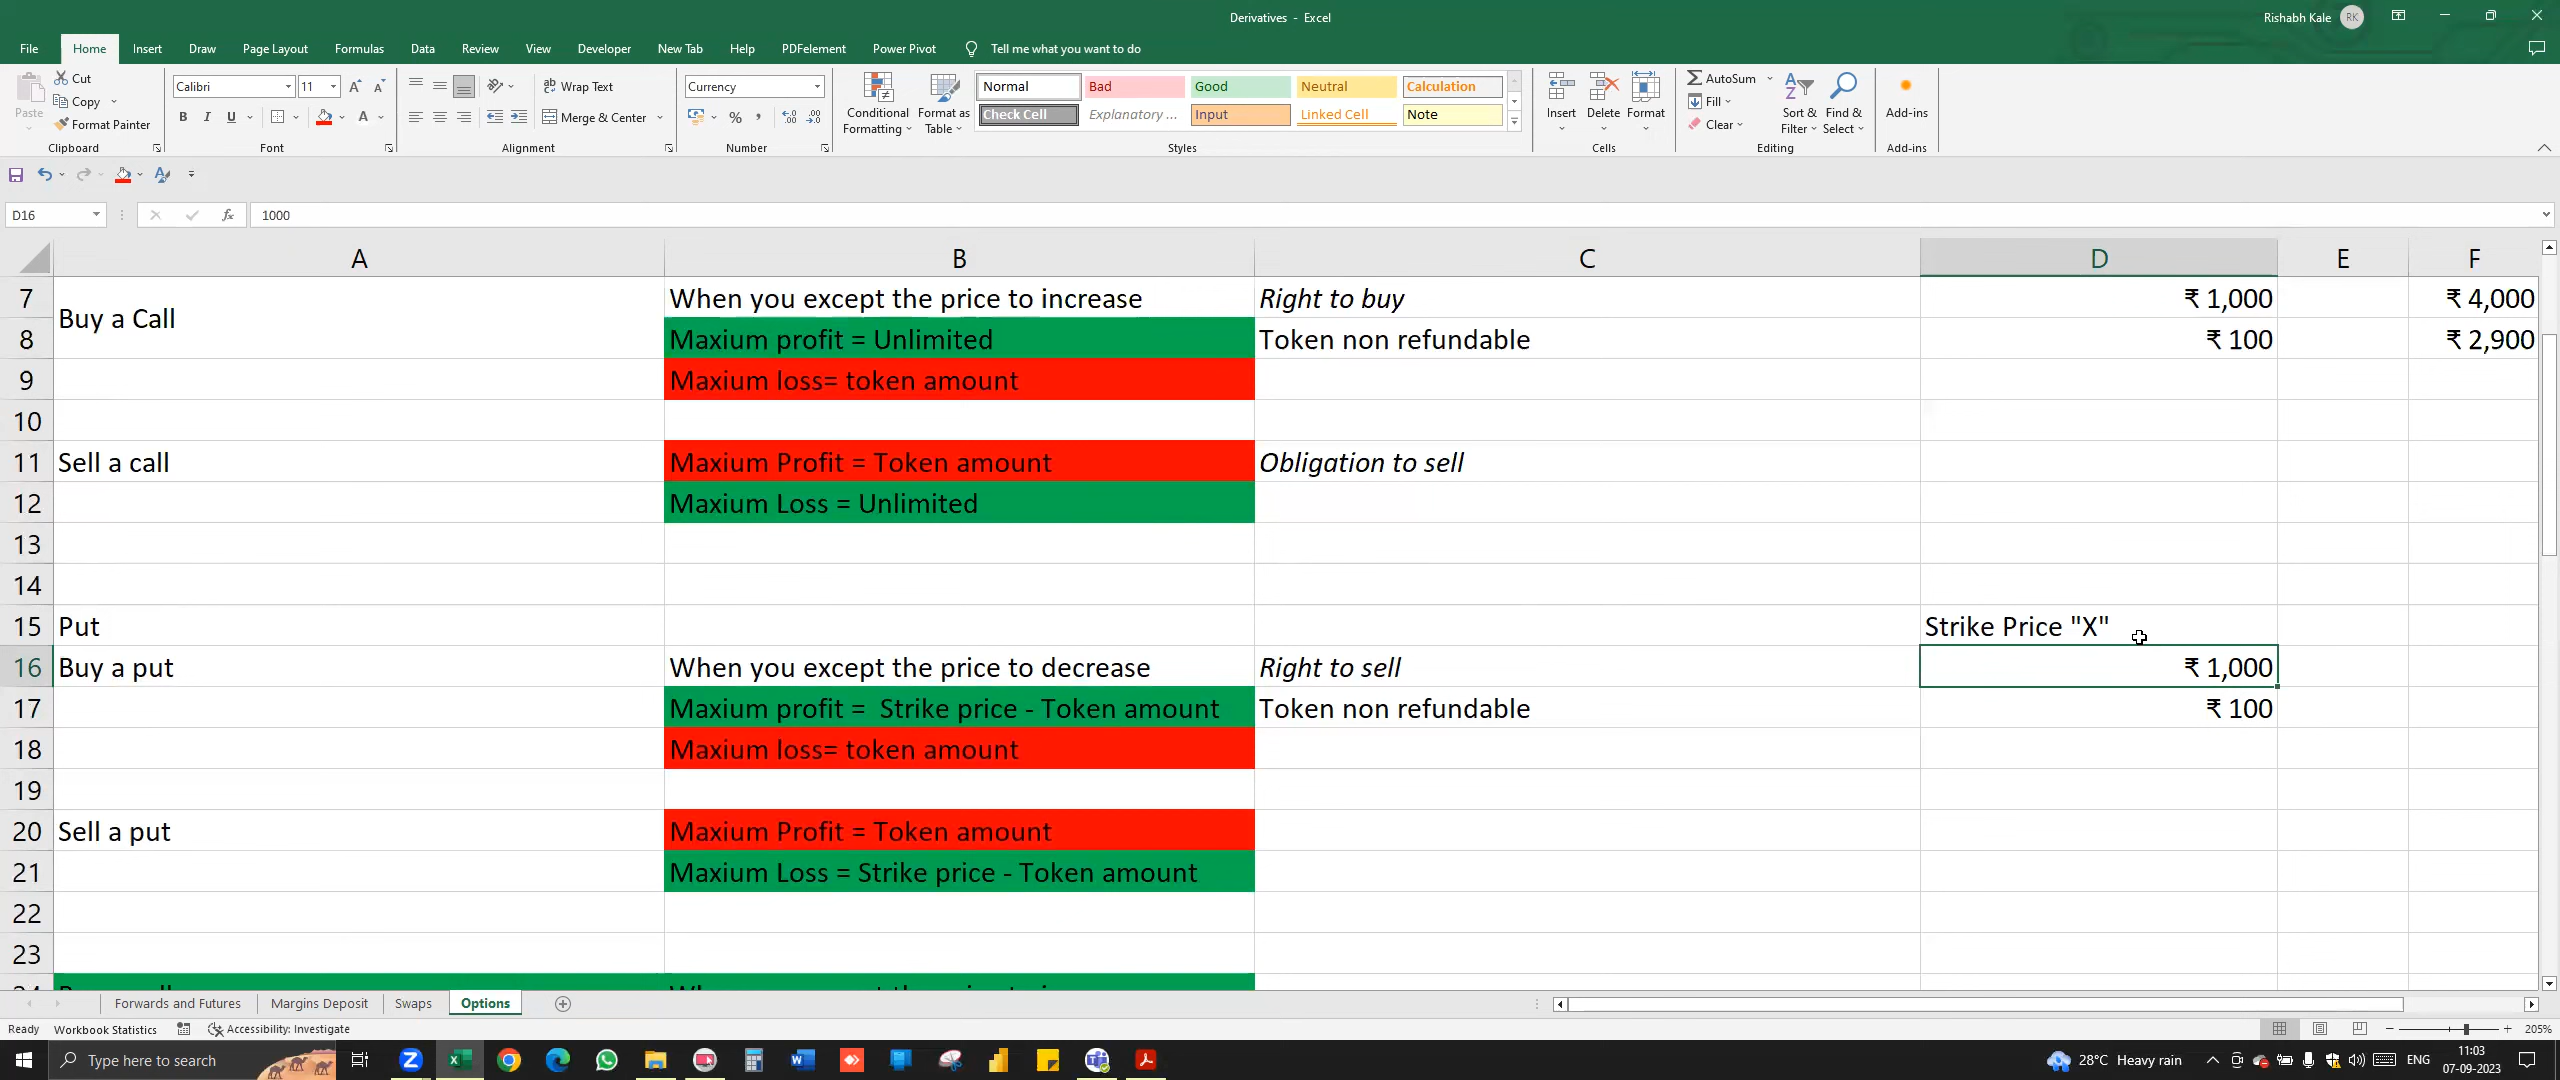 Derivatives - Excel
Rishabh Kale RK
File Home Insert Draw Page Layout Formulas Data Review View Developer New Tab Help PDFelement Power Pivot Tell me what you want to do
Paste
Cut
Copy
Format Painter
Clipboard
Calibri 11
B I U
Font
Wrap Text
Merge & Center
Alignment
Currency
% ,
Number
Conditional Formatting
Format as Table
Normal Bad Good Neutral Calculation
Check Cell Explanatory ... Input Linked Cell Note
Styles
Insert Delete Format
Cells
AutoSum
Fill
Clear
Sort & Filter
Find & Select
Editing
Add-ins
Add-ins
D16 fx 1000
A B C D E F
7 Buy a Call When you except the price to increase Right to buy ₹ 1,000 ₹ 4,000
8 Maxium profit = Unlimited Token non refundable ₹ 100 ₹ 2,900
9 Maxium loss= token amount
10
11 Sell a call Maxium Profit = Token amount Obligation to sell
12 Maxium Loss = Unlimited
13
14
15 Put Strike Price "X"
16 Buy a put When you except the price to decrease Right to sell ₹ 1,000
17 Maxium profit =  Strike price - Token amount Token non refundable ₹ 100
18 Maxium loss= token amount
19
20 Sell a put Maxium Profit = Token amount
21 Maxium Loss = Strike price - Token amount
22
23
Forwards and Futures Margins Deposit Swaps Options
Ready Workbook Statistics Accessibility: Investigate 205%
Type here to search
28°C Heavy rain ENG 11:03
07-09-2023